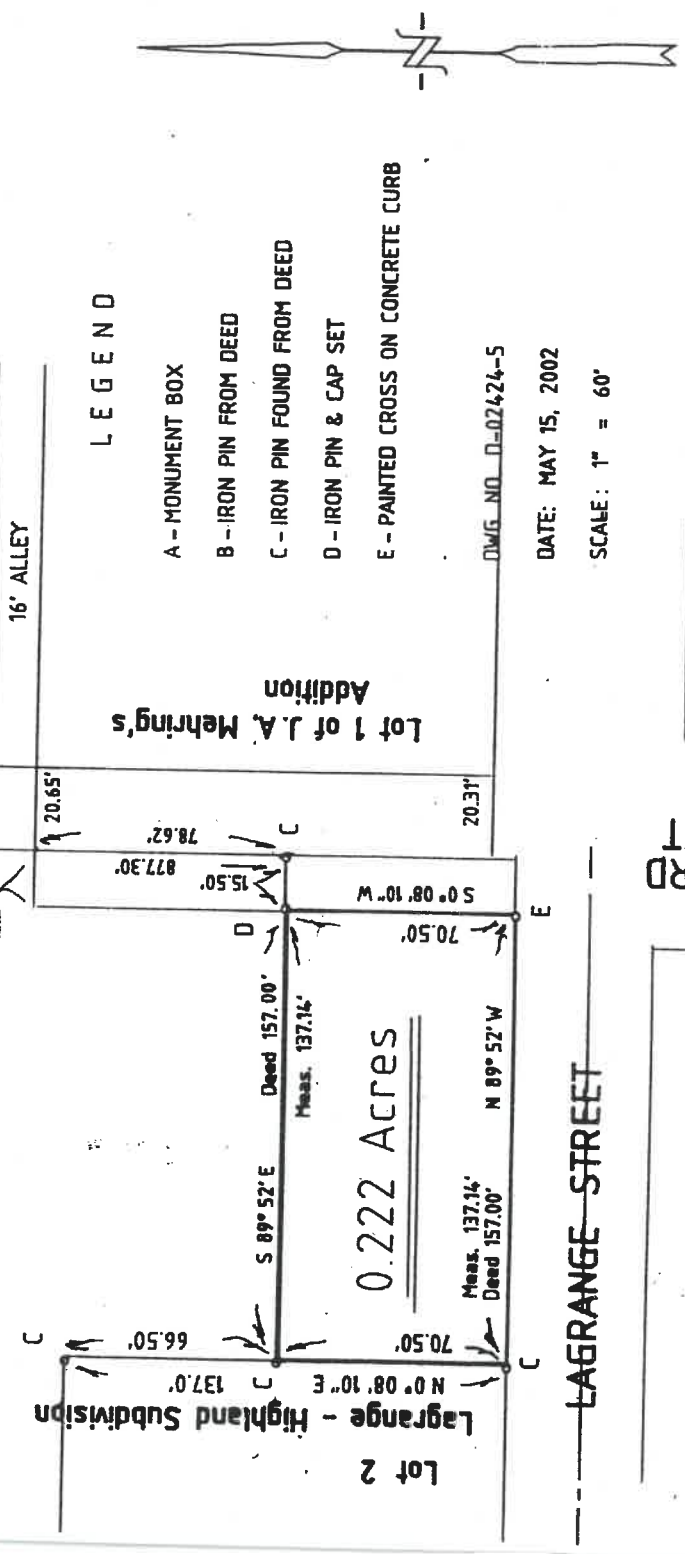 16' ALLEY
20.65'
78.62'
877.30'
15.50'
C
D
S 0° 08' 10" W
70.50'
20.31'
E
Lot 1 of J.A. Mehring's
Addition
LEGEND
A - MONUMENT BOX
B - IRON PIN FROM DEED
C - IRON PIN FOUND FROM DEED
D - IRON PIN & CAP SET
E - PAINTED CROSS ON CONCRETE CURB
DWG NO D-02424-5
DATE: MAY 15, 2002
SCALE: 1" = 60'
C
66.50'
137.0'
C
S 89° 52' E
Deed 157.00'
Meas. 137.14'
0.222 Acres
N 0° 08' 10" E
70.50'
Meas. 137.14'
Deed 157.00'
N 89° 52' W
C
Lot 2
Lagrange - Highland Subdivision
LAGRANGE STREET